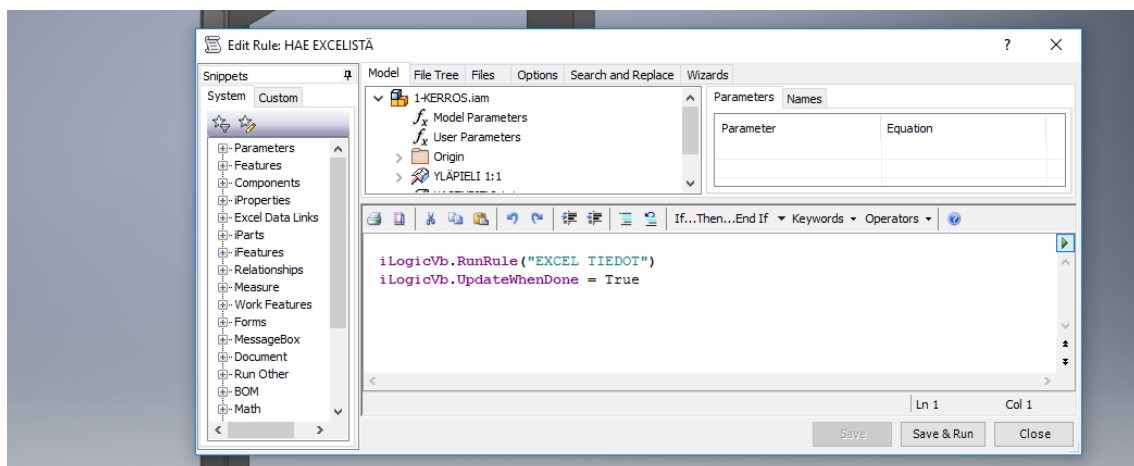 Edit Rule: HAE EXCELISTÄ
?
Snippets
System Custom
Parameters
Features
Components
iProperties
Excel Data Links
iParts
iFeatures
Relationships
Measure
Work Features
Forms
MessageBox
Document
Run Other
BOM
Math
Model File Tree Files Options Search and Replace Wizards
1-KERROS.iam
fx Model Parameters
fx User Parameters
Origin
YLÄPIELI 1:1
Parameters Names
Parameter Equation
If...Then...End If Keywords Operators
iLogicVb.RunRule("EXCEL TIEDOT")
iLogicVb.UpdateWhenDone = True
Ln 1 Col 1
Save Save & Run Close